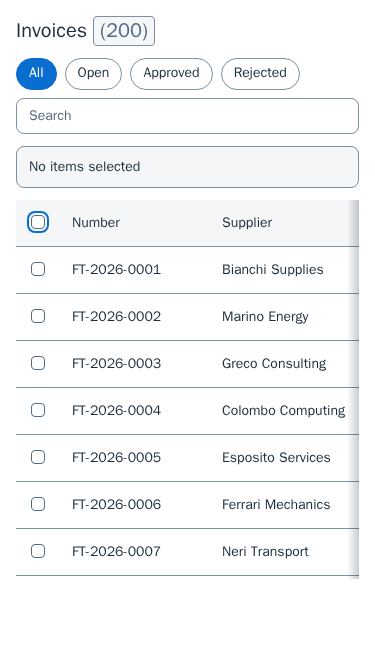 Invoices (200)
All Open Approved Rejected
Search
No items selected
Number Supplier
FT-2026-0001 Bianchi Supplies
FT-2026-0002 Marino Energy
FT-2026-0003 Greco Consulting
FT-2026-0004 Colombo Computing
FT-2026-0005 Esposito Services
FT-2026-0006 Ferrari Mechanics
FT-2026-0007 Neri Transport